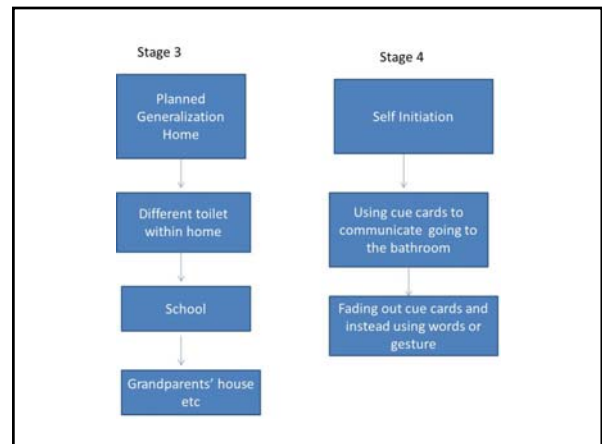 Stage 3
Planned
Generalization
Home
Different toilet
within home
School
Grandparents' house
etc
Stage 4
Self Initiation
Using cue cards to
communicate going to
the bathroom
Fading out cue cards and
instead using words or
gesture